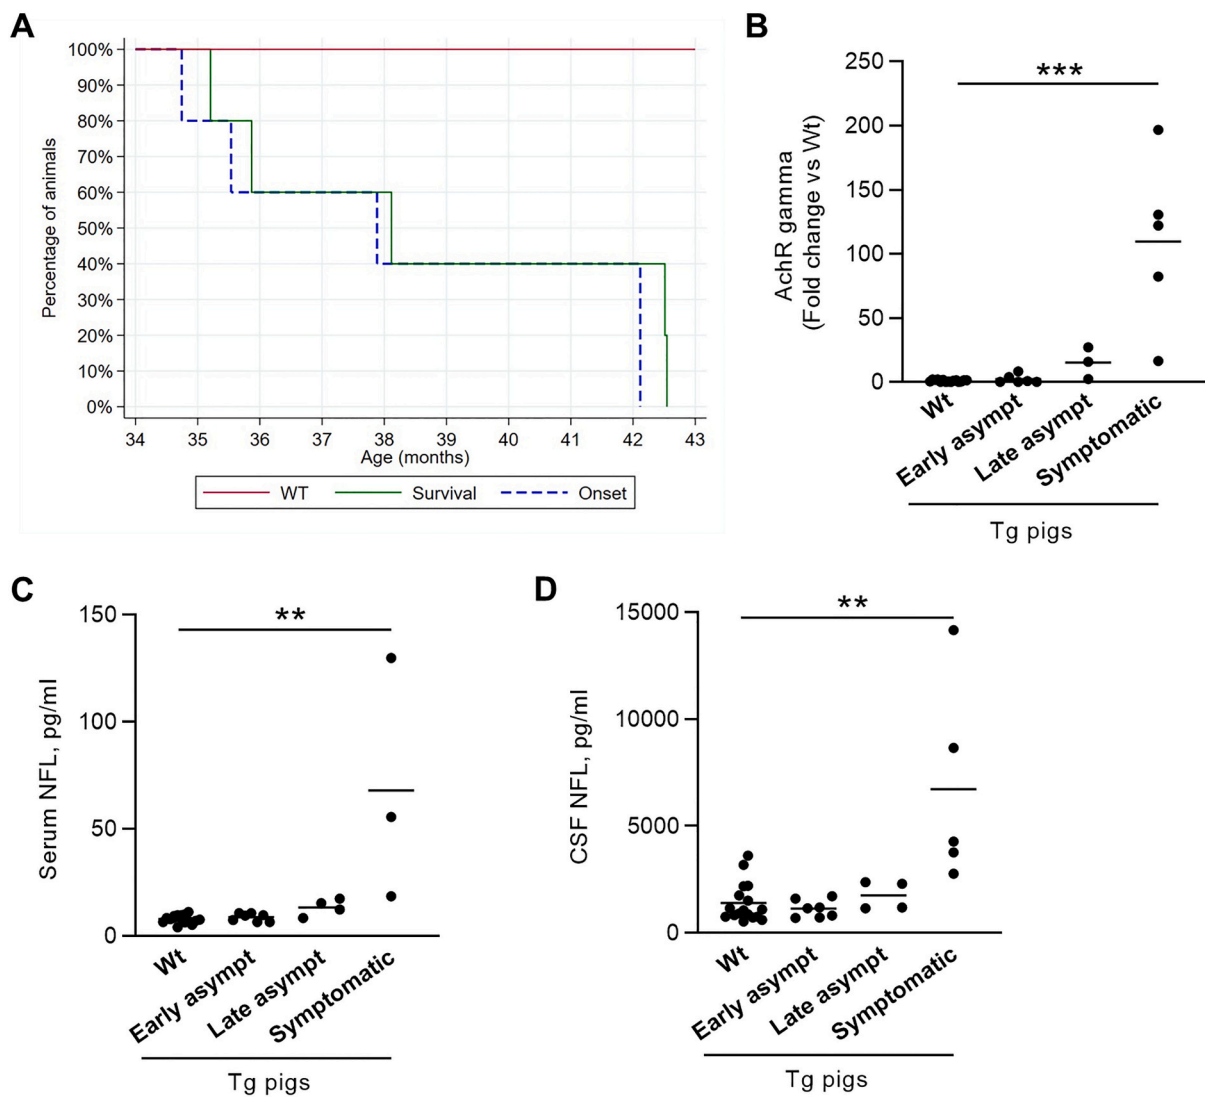 A
100%
90%
80%
70%
60%
50%
40%
30%
20%
10%
0%
Percentage of animals
34 35 36 37 38 39 40 41 42 43
Age (months)
WT Survival Onset
B
***
250
200
150
100
50
0
AchR gamma
(Fold change vs Wt)
Wt
Early asympt
Late asympt
Symptomatic
Tg pigs
C
**
150
100
50
0
Serum NFL, pg/ml
Wt
Early asympt
Late asympt
Symptomatic
Tg pigs
D
**
15000
10000
5000
0
CSF NFL, pg/ml
Wt
Early asympt
Late asympt
Symptomatic
Tg pigs